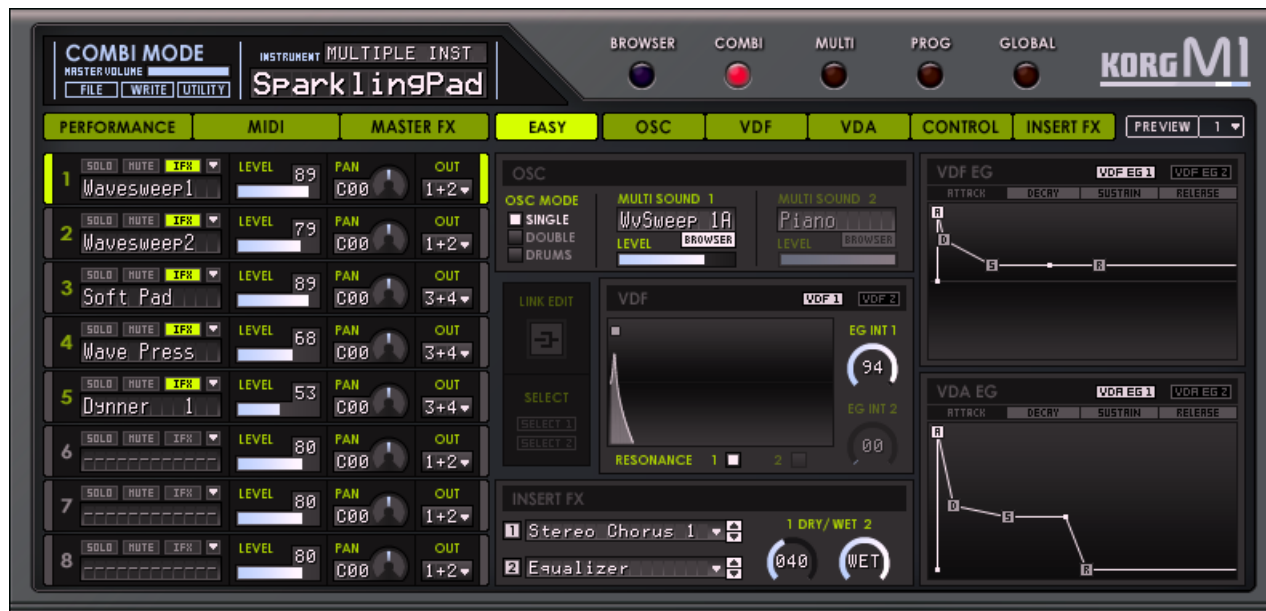 COMBI MODE
MASTER VOLUME
FILE WRITE UTILITY
INSTRUMENT MULTIPLE INST
SparklingPad
BROWSER COMBI MULTI PROG GLOBAL
KORG M1
PERFORMANCE MIDI MASTER FX EASY OSC VDF VDA CONTROL INSERT FX PREVIEW 1
1 SOLO MUTE IFX LEVEL 89 PAN OUT
Wavesweep1 C00 1+2
2 SOLO MUTE IFX LEVEL 79 PAN OUT
Wavesweep2 C00 1+2
3 SOLO MUTE IFX LEVEL 89 PAN OUT
Soft Pad C00 3+4
4 SOLO MUTE IFX LEVEL 68 PAN OUT
Wave Press C00 3+4
5 SOLO MUTE IFX LEVEL 53 PAN OUT
Dynner 1 C00 3+4
6 SOLO MUTE IFX LEVEL 80 PAN OUT
C00 1+2
7 SOLO MUTE IFX LEVEL 80 PAN OUT
C00 1+2
8 SOLO MUTE IFX LEVEL 80 PAN OUT
C00 1+2
OSC
OSC MODE
SINGLE
DOUBLE
DRUMS
MULTI SOUND 1
WvSweep 1A
LEVEL BROWSER
MULTI SOUND 2
Piano
LEVEL BROWSER
LINK EDIT
SELECT
SELECT 1
SELECT 2
VDF VDF 1 VDF 2
EG INT 1
94
EG INT 2
00
RESONANCE 1 2
INSERT FX
1 Stereo Chorus 1
2 Equalizer
1 DRY/WET 2
040 WET
VDF EG VDF EG 1 VDF EG 2
ATTACK DECAY SUSTAIN RELEASE
A
D
S
R
VDA EG VDA EG 1 VDA EG 2
ATTACK DECAY SUSTAIN RELEASE
A
D
S
R